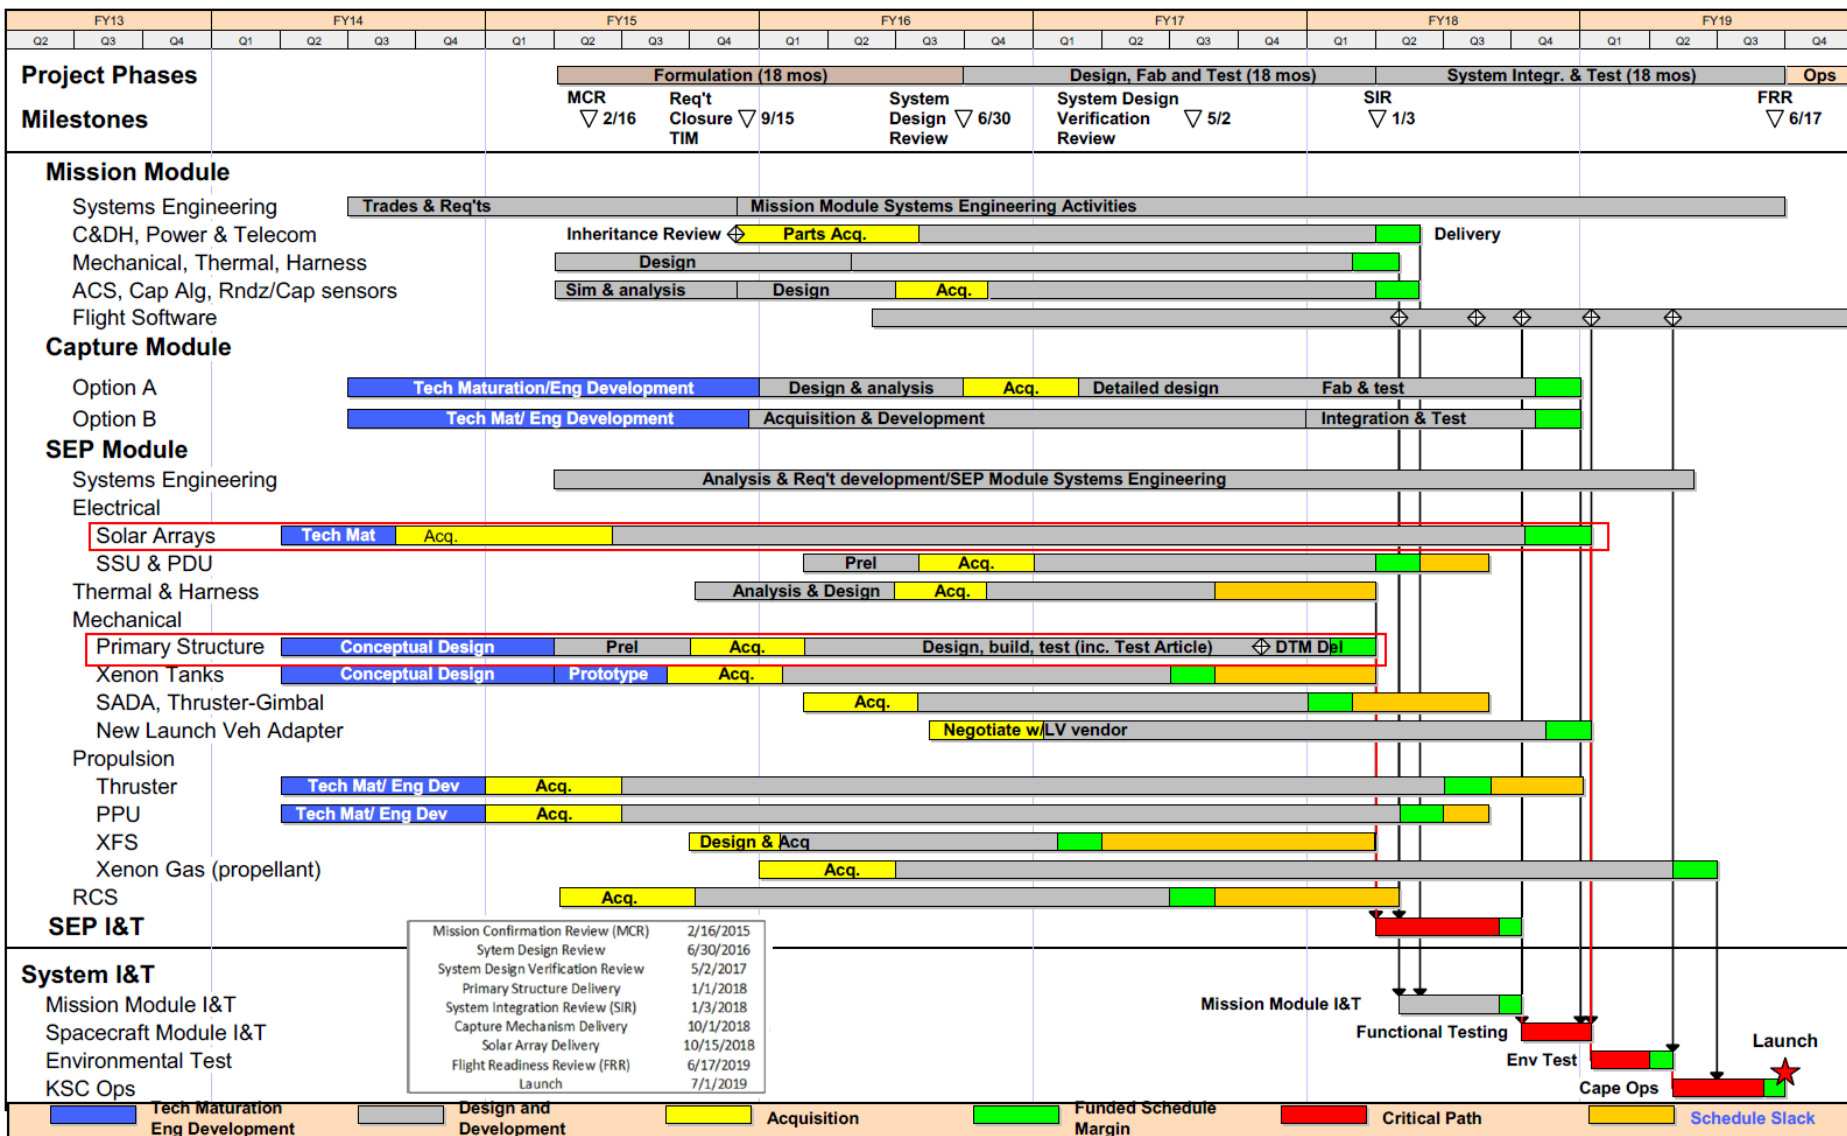 FY13 FY14 FY15 FY16 FY17 FY18 FY19
Q2 Q3 Q4 Q1 Q2 Q3 Q4 Q1 Q2 Q3 Q4 Q1 Q2 Q3 Q4 Q1 Q2 Q3 Q4 Q1 Q2 Q3 Q4 Q1 Q2 Q3 Q4
Project Phases Formulation (18 mos) Design, Fab and Test (18 mos) System Integr. & Test (18 mos) Ops
Milestones
MCR
2/16
Req't
Closure 9/15
TIM
System
Design 6/30
Review
System Design
Verification 5/2
Review
SIR
1/3
FRR
6/17
Mission Module
Systems Engineering Trades & Req'ts Mission Module Systems Engineering Activities
C&DH, Power & Telecom Inheritance Review Parts Acq. Delivery
Mechanical, Thermal, Harness Design
ACS, Cap Alg, Rndz/Cap sensors Sim & analysis Design Acq.
Flight Software
Capture Module
Option A Tech Maturation/Eng Development Design & analysis Acq. Detailed design Fab & test
Option B Tech Mat/ Eng Development Acquisition & Development Integration & Test
SEP Module
Systems Engineering Analysis & Req't development/SEP Module Systems Engineering
Electrical
Solar Arrays Tech Mat Acq.
SSU & PDU Prel Acq.
Thermal & Harness Analysis & Design Acq.
Mechanical
Primary Structure Conceptual Design Prel Acq. Design, build, test (inc. Test Article) DTM Del
Xenon Tanks Conceptual Design Prototype Acq.
SADA, Thruster-Gimbal Acq.
New Launch Veh Adapter Negotiate w/LV vendor
Propulsion
Thruster Tech Mat/ Eng Dev Acq.
PPU Tech Mat/ Eng Dev Acq.
XFS Design & Acq
Xenon Gas (propellant) Acq.
RCS Acq.
SEP I&T
Mission Confirmation Review (MCR) 2/16/2015
Sytem Design Review 6/30/2016
System Design Verification Review 5/2/2017
Primary Structure Delivery 1/1/2018
System Integration Review (SIR) 1/3/2018
Capture Mechanism Delivery 10/1/2018
Solar Array Delivery 10/15/2018
Flight Readiness Review (FRR) 6/17/2019
Launch 7/1/2019
System I&T
Mission Module I&T Mission Module I&T
Spacecraft Module I&T Functional Testing
Environmental Test Env Test Launch
KSC Ops Cape Ops
Tech Maturation
Eng Development
Design and
Development
Acquisition
Funded Schedule
Margin
Critical Path
Schedule Slack